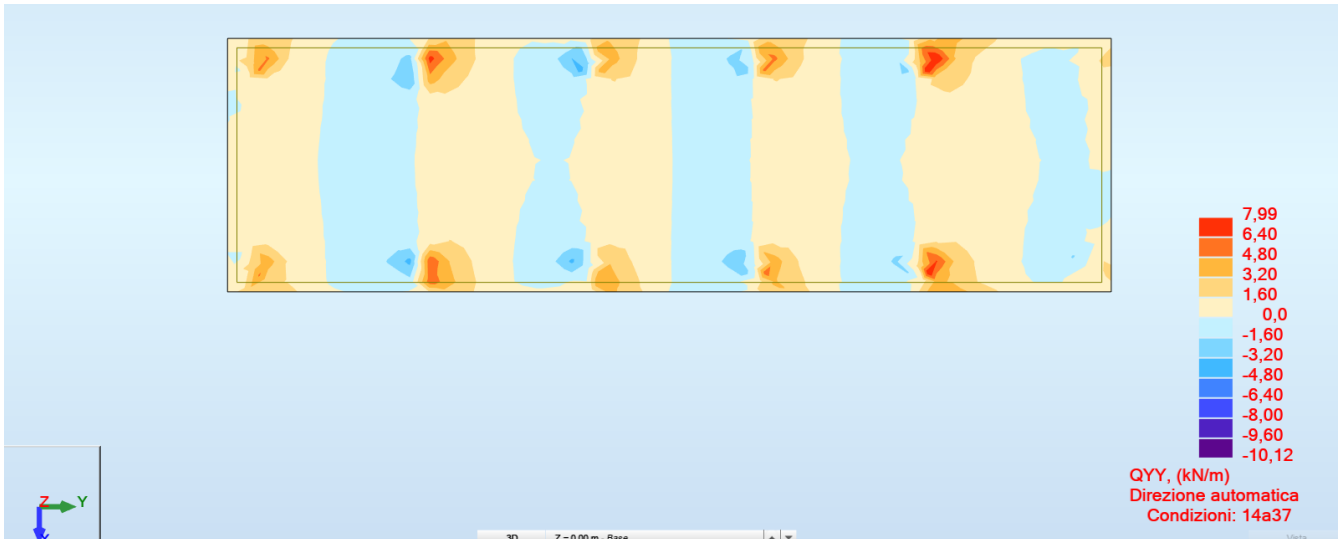 7,99
6,40
4,80
3,20
1,60
0,0
-1,60
-3,20
-4,80
-6,40
-8,00
-9,60
-10,12
QYY, (kN/m)
Direzione automatica
Condizioni: 14a37
Z Y
3D Z = 0,00 m - Base
Vista